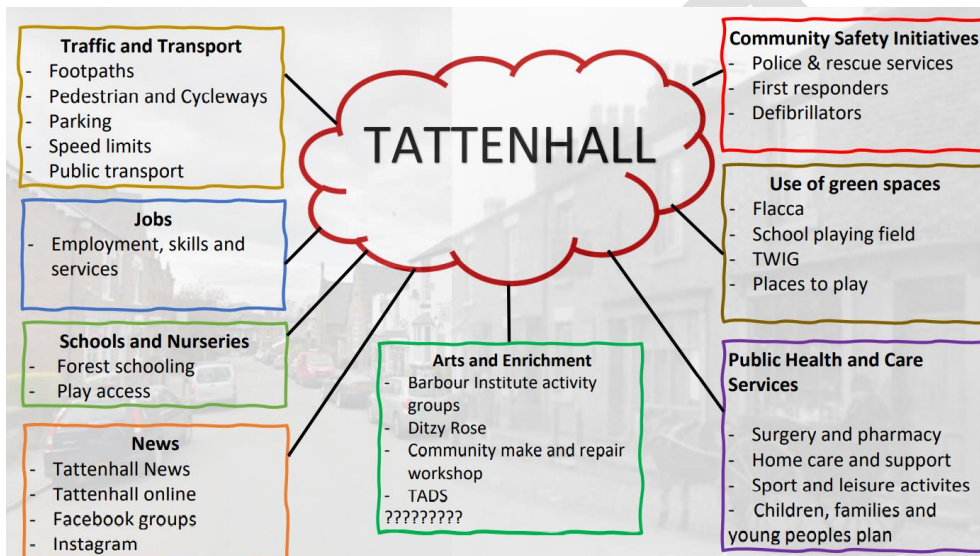 Traffic and Transport
- Footpaths
- Pedestrian and Cycleways
- Parking
- Speed limits
- Public transport
Jobs
- Employment, skills and
services
Schools and Nurseries
- Forest schooling
- Play access
News
- Tattenhall News
- Tattenhall online
- Facebook groups
- Instagram
TATTENHALL
Arts and Enrichment
- Barbour Institute activity
groups
- Ditzy Rose
- Community make and repair
workshop
- TADS
?????????
Community Safety Initiatives
- Police & rescue services
- First responders
- Defibrillators
Use of green spaces
- Flacca
- School playing field
- TWIG
- Places to play
Public Health and Care
Services
- Surgery and pharmacy
- Home care and support
- Sport and leisure activites
- Children, families and
young peoples plan